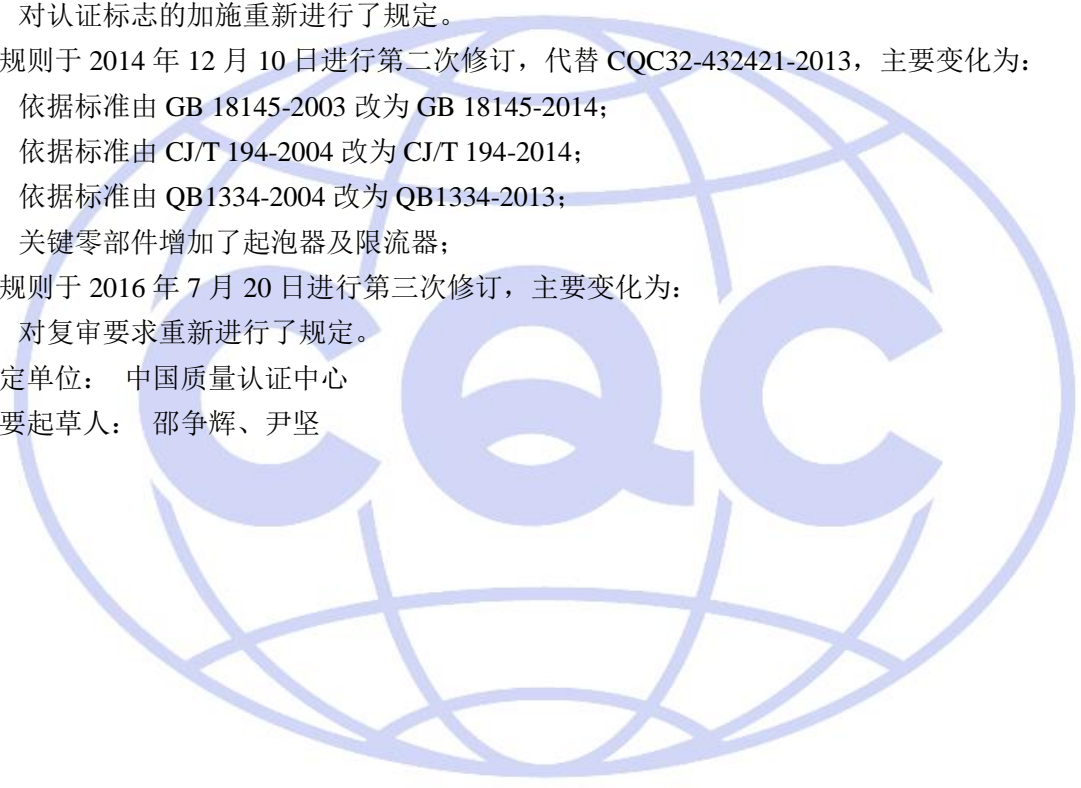 对认证标志的加施重新进行了规定。
规则于 2014 年 12 月 10 日进行第二次修订，代替 CQC32-432421-2013，主要变化为：
依据标准由 GB 18145-2003 改为 GB 18145-2014；
依据标准由 CJ/T 194-2004 改为 CJ/T 194-2014；
依据标准由 QB1334-2004 改为 QB1334-2013；
关键零部件增加了起泡器及限流器；
规则于 2016 年 7 月 20 日进行第三次修订，主要变化为：
对复审要求重新进行了规定。
定单位： 中国质量认证中心
要起草人： 邵争辉、尹坚
CQC